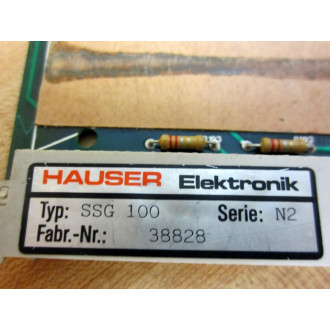 HAUSER Elektronik
Typ: SSG 100 Serie: N2
Fabr.-Nr.: 38828